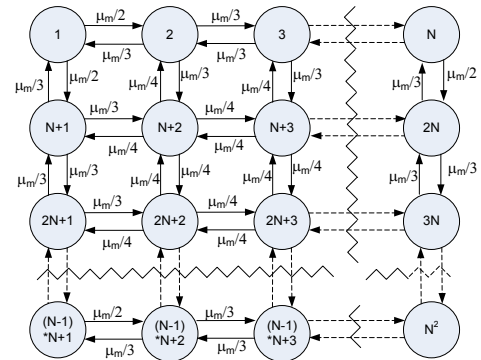 μm/2 μm/3
1 2 3 N
μm/3 μm/3
μm/3 μm/2 μm/4 μm/3 μm/4 μm/3 μm/3 μm/2
μm/3 μm/4
N+1 N+2 N+3 2N
μm/4 μm/4
μm/3 μm/3 μm/4 μm/4 μm/4 μm/4 μm/3 μm/3
μm/3 μm/4
2N+1 2N+2 2N+3 3N
μm/4 μm/4
μm/2 μm/3
(N-1) (N-1) (N-1) N²
*N+1 *N+2 *N+3
μm/3 μm/3